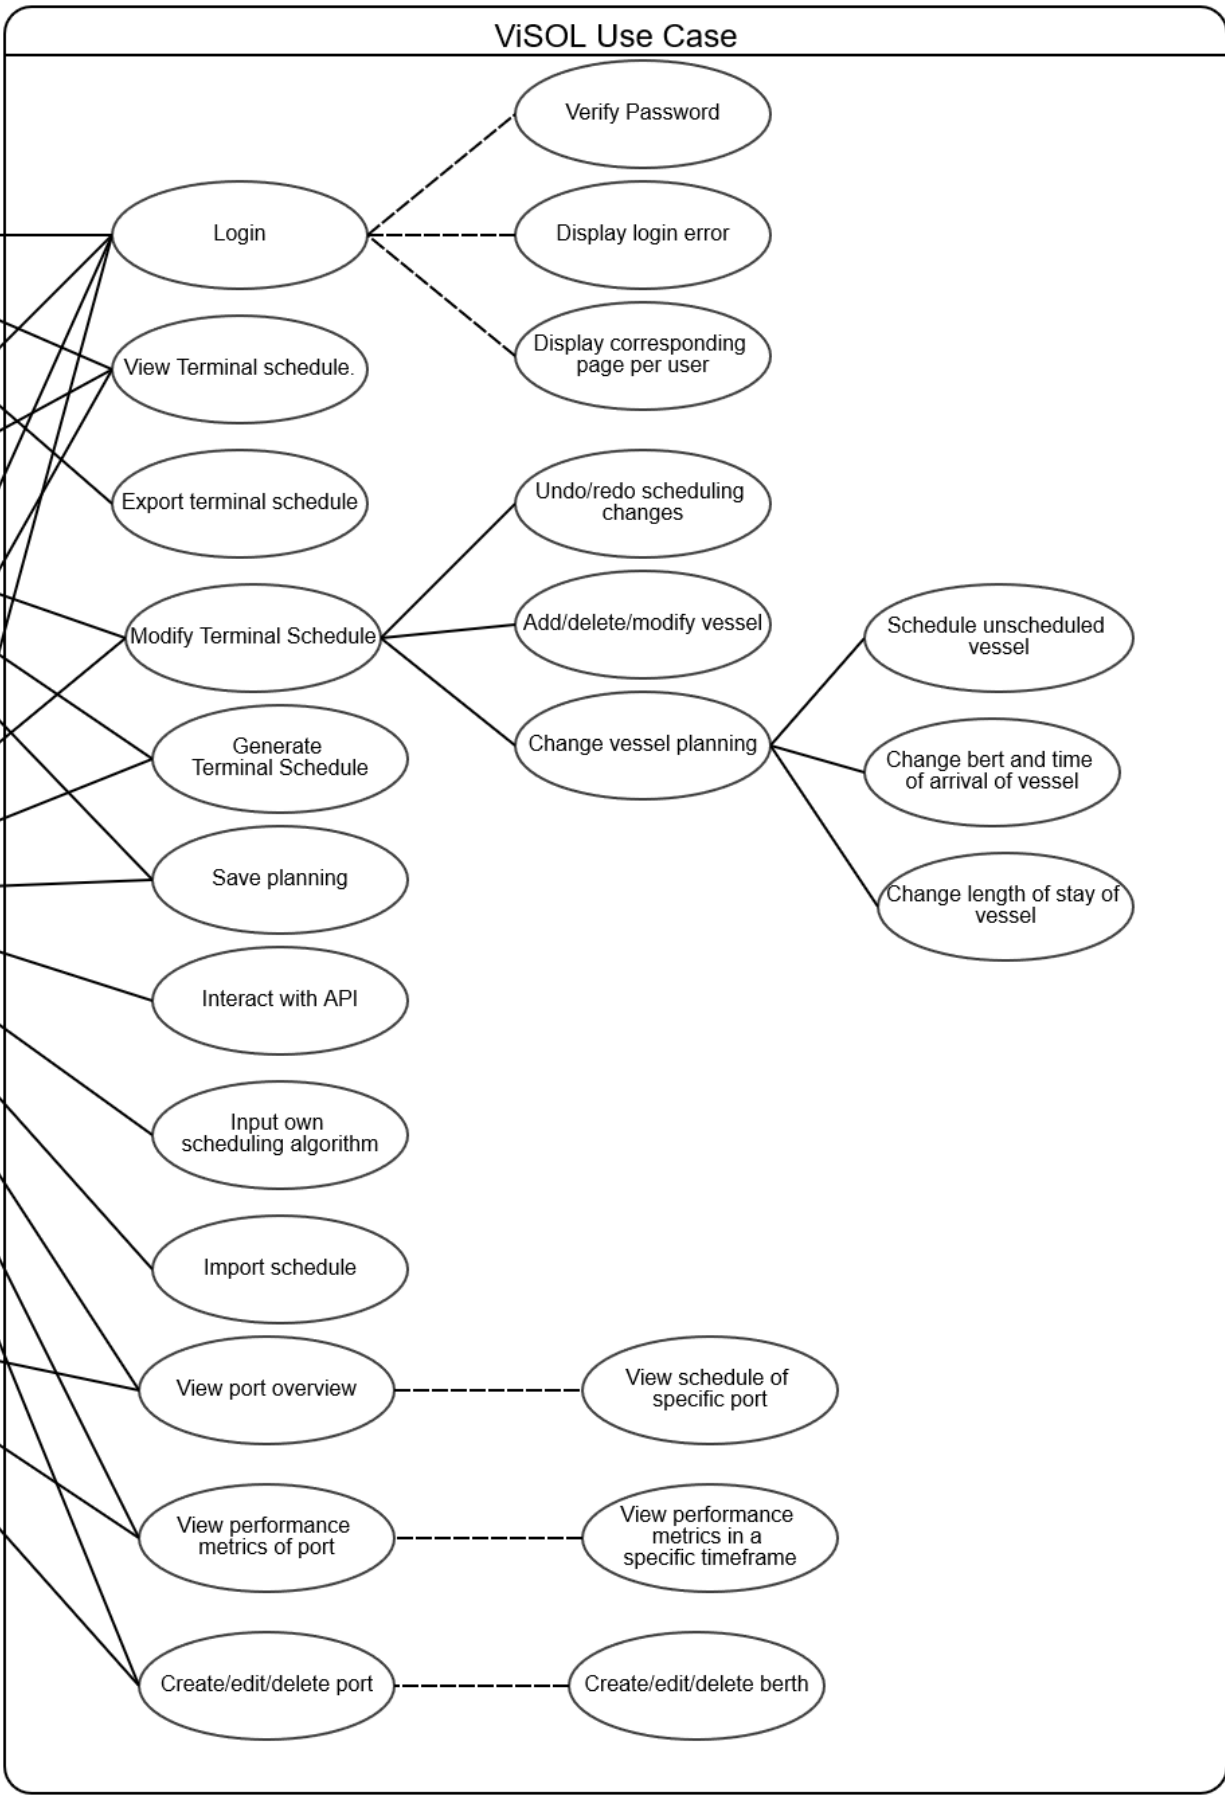 ViSOL Use Case
Verify Password
Login
Display login error
Display corresponding
page per user
View Terminal schedule.
Export terminal schedule
Undo/redo scheduling
changes
Modify Terminal Schedule
Add/delete/modify vessel
Schedule unscheduled
vessel
Generate
Terminal Schedule
Change vessel planning
Change bert and time
of arrival of vessel
Save planning
Change length of stay of
vessel
Interact with API
Input own
scheduling algorithm
Import schedule
View port overview
View schedule of
specific port
View performance
metrics of port
View performance
metrics in a
specific timeframe
Create/edit/delete port
Create/edit/delete berth